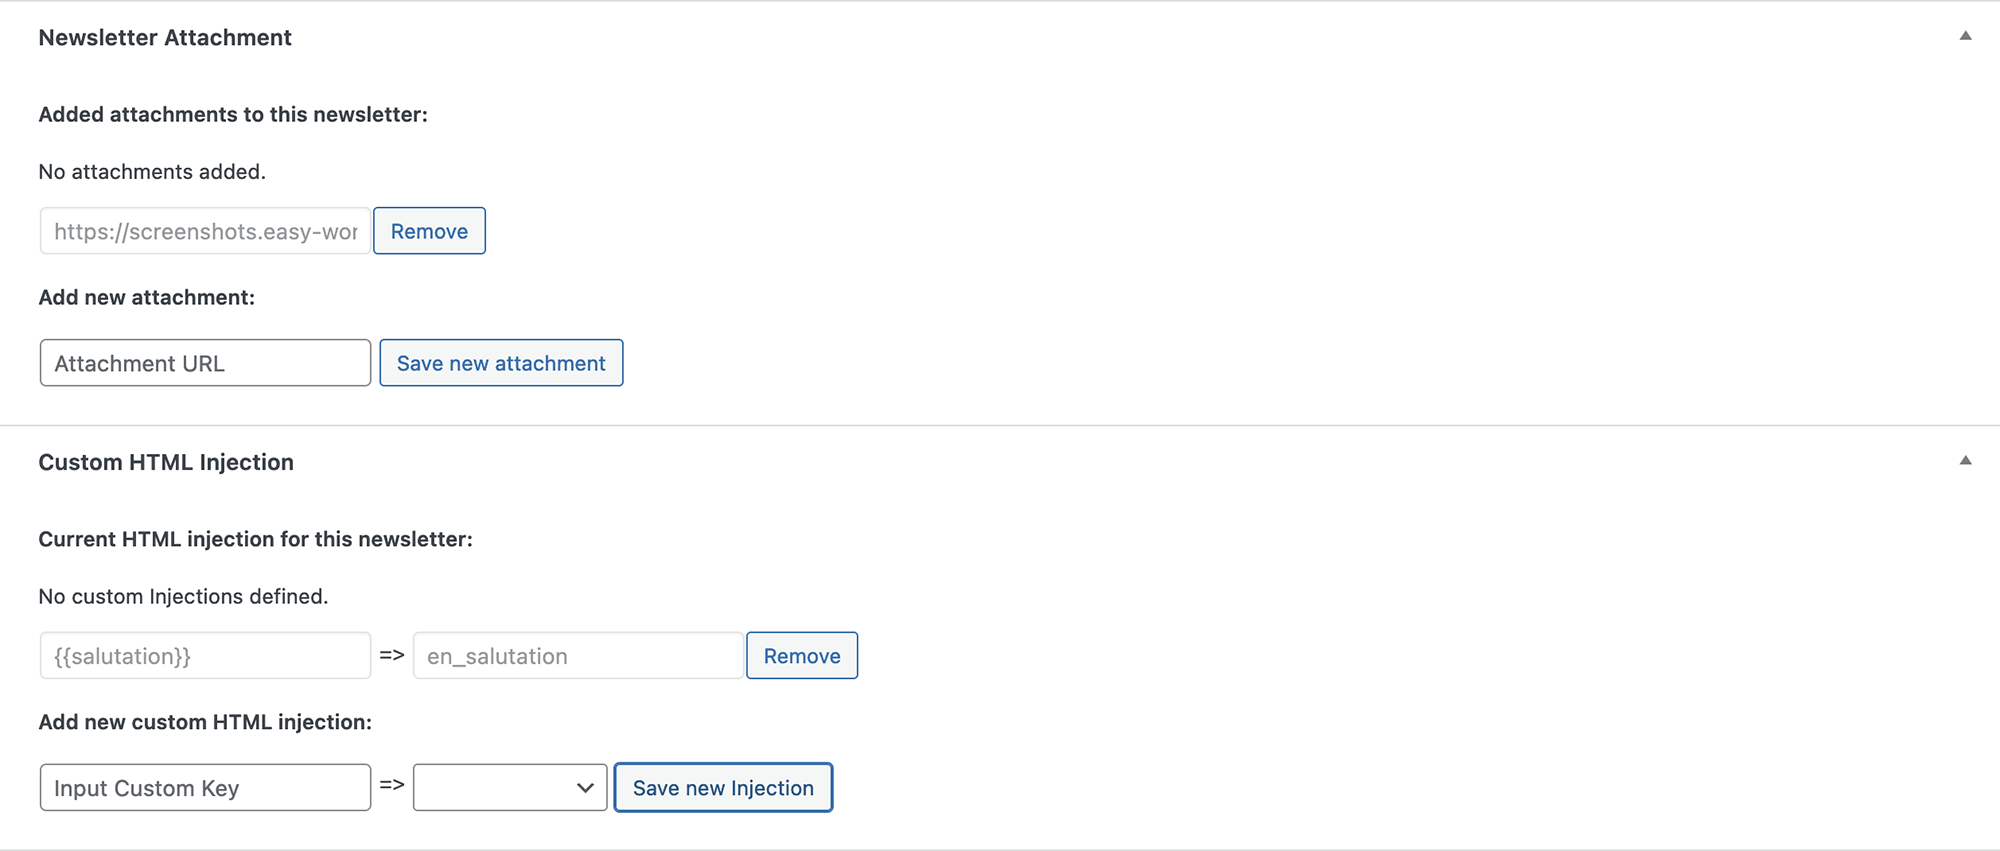 Newsletter Attachment
Added attachments to this newsletter:
No attachments added.
https://screenshots.easy-wor Remove
Add new attachment:
Attachment URL Save new attachment
Custom HTML Injection
Current HTML injection for this newsletter:
No custom Injections defined.
{{salutation}} => en_salutation Remove
Add new custom HTML injection:
Input Custom Key => Save new Injection